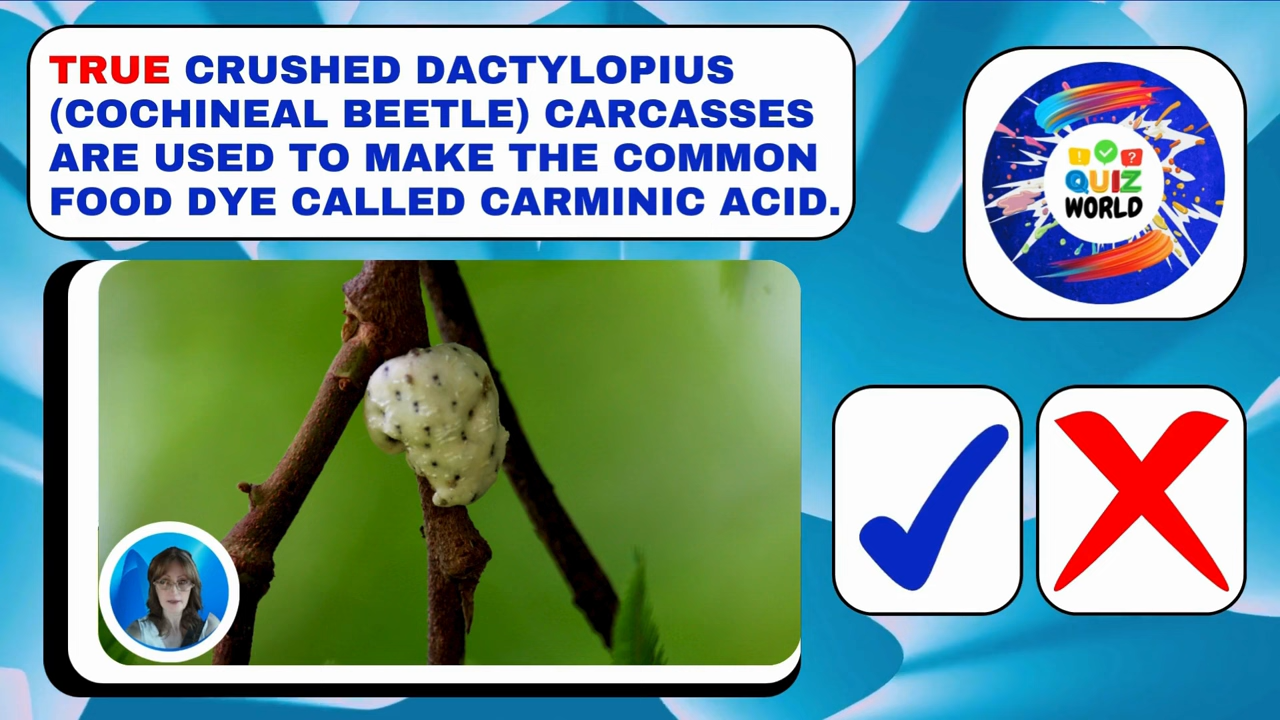 TRUE CRUSHED DACTYLOPIUS
(COCHINEAL BEETLE) CARCASSES
ARE USED TO MAKE THE COMMON
FOOD DYE CALLED CARMINIC ACID.
! ?
QUIZ
WORLD